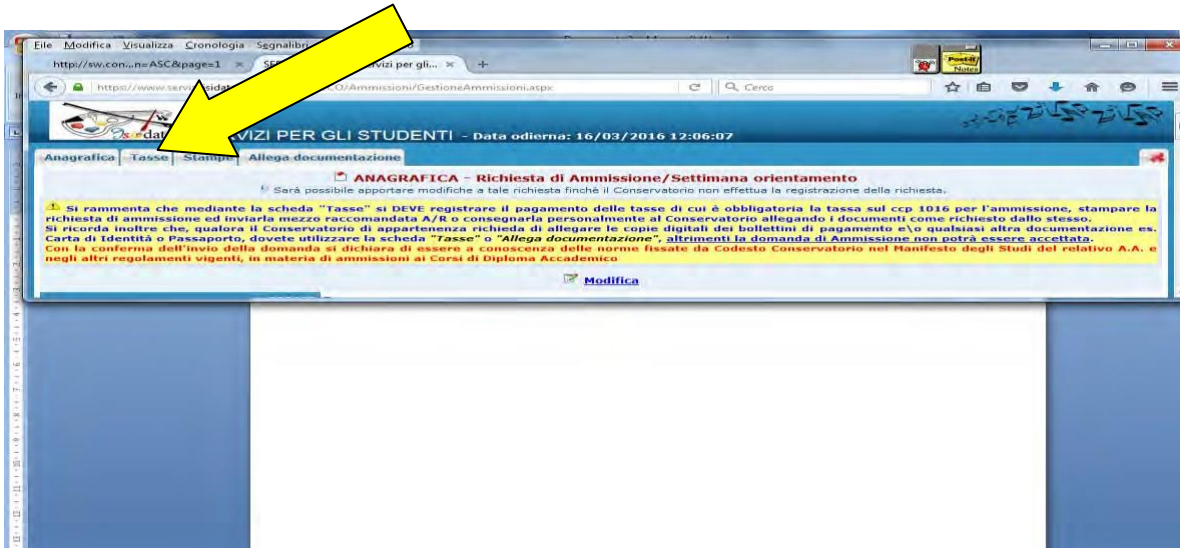 File Modifica Visualizza Cronologia Segnalibri
http://sw.con...n=ASC&page=1 × vizi per gli... × +
Post-it
Notes
Cerca
Isidata
VIZI PER GLI STUDENTI - Data odierna: 16/03/2016 12:06:07
Anagrafica Tasse Stampe Allega documentazione
ANAGRAFICA - Richiesta di Ammissione/Settimana orientamento
Sarà possibile apportare modifiche a tale richiesta finchè il Conservatorio non effettua la registrazione della richiesta.
Si rammenta che mediante la scheda "Tasse" si DEVE registrare il pagamento delle tasse di cui è obbligatoria la tassa sul ccp 1016 per l'ammissione, stampare la
richiesta di ammissione ed inviarla mezzo raccomandata A/R o consegnarla personalmente al Conservatorio allegando i documenti come richiesto dallo stesso.
Si ricorda inoltre che, qualora il Conservatorio di appartenenza richieda di allegare le copie digitali dei bollettini di pagamento e\o qualsiasi altra documentazione es.
Carta di Identità o Passaporto, dovete utilizzare la scheda "Tasse" o "Allega documentazione", altrimenti la domanda di Ammissione non potrà essere accettata.
Con la conferma dell'invio della domanda si dichiara di essere a conoscenza delle norme fissate da Codesto Conservatorio nel Manifesto degli Studi del relativo A.A. e
negli altri regolamenti vigenti, in materia di ammissioni ai Corsi di Diploma Accademico
Modifica